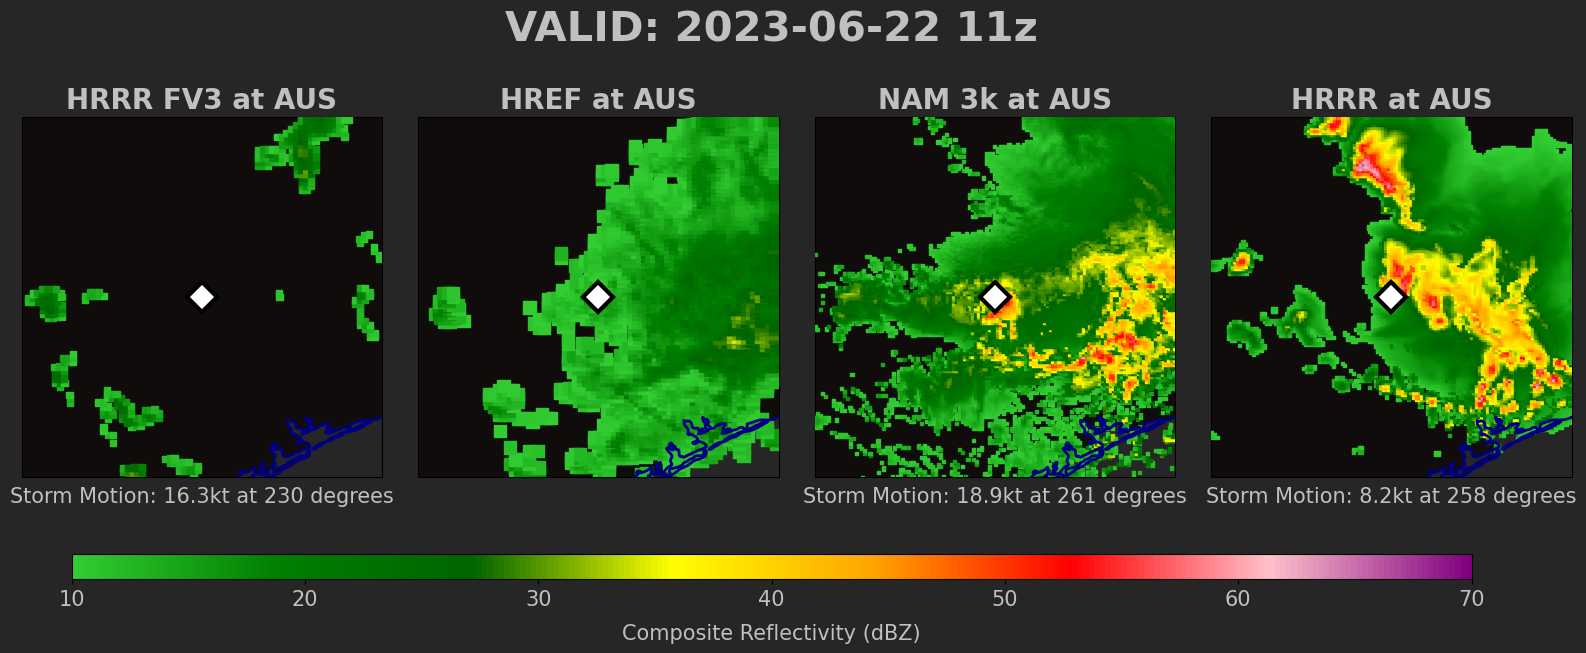 VALID: 2023-06-22 11z
HRRR FV3 at AUS
HREF at AUS
NAM 3k at AUS
HRRR at AUS
Storm Motion: 16.3kt at 230 degrees
Storm Motion: 18.9kt at 261 degrees
Storm Motion: 8.2kt at 258 degrees
10 20 30 40 50 60 70
Composite Reflectivity (dBZ)